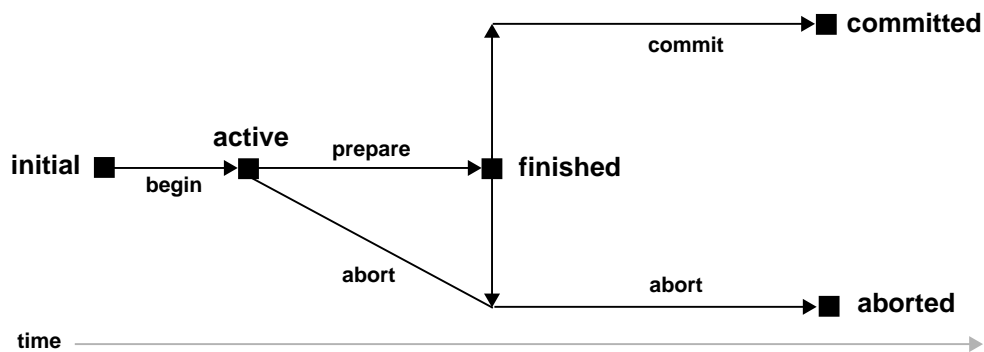 committed
commit
active
prepare
initial
finished
begin
abort
abort
aborted
time